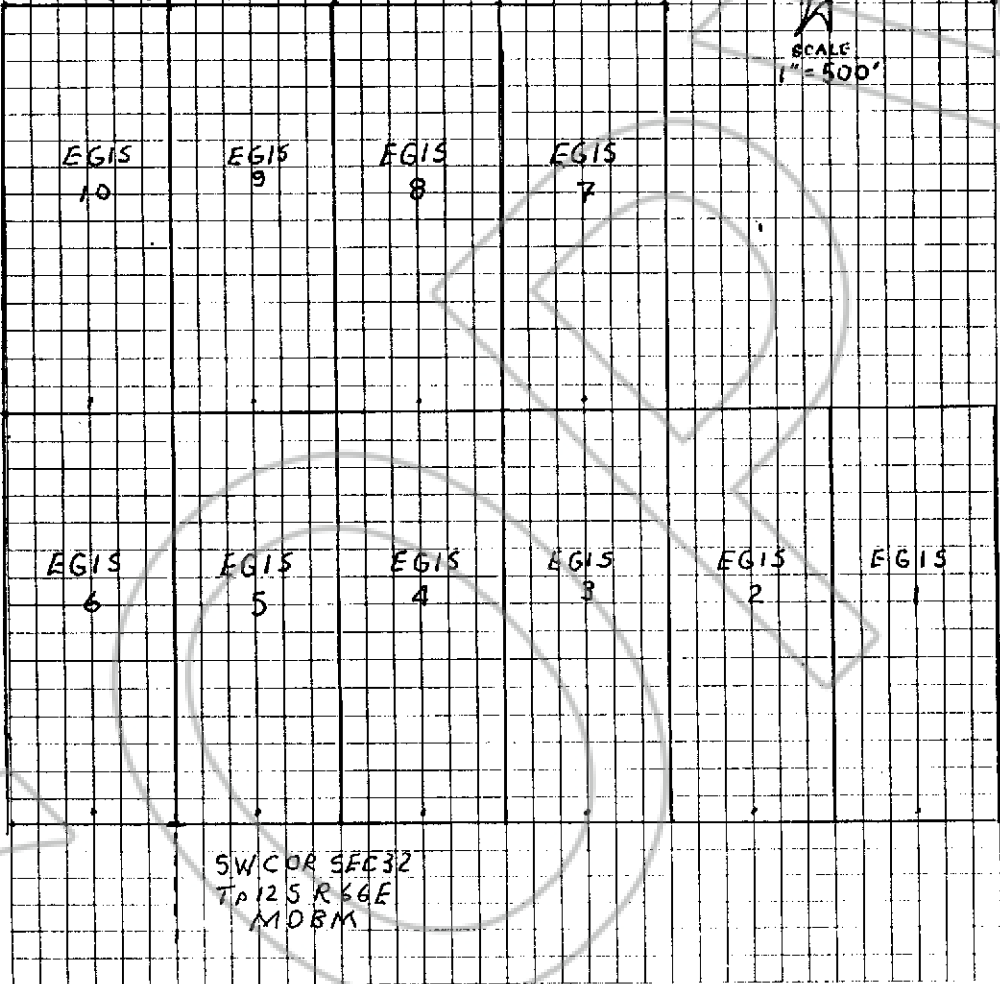 SCALE
1" = 500'
EGIS
10
EGIS
9
EGIS
8
EGIS
7
EGIS
6
EGIS
5
EGIS
4
EGIS
3
EGIS
2
EGIS
1
SW COR SEC 32
Tp 12 S R 66 E
MDBM